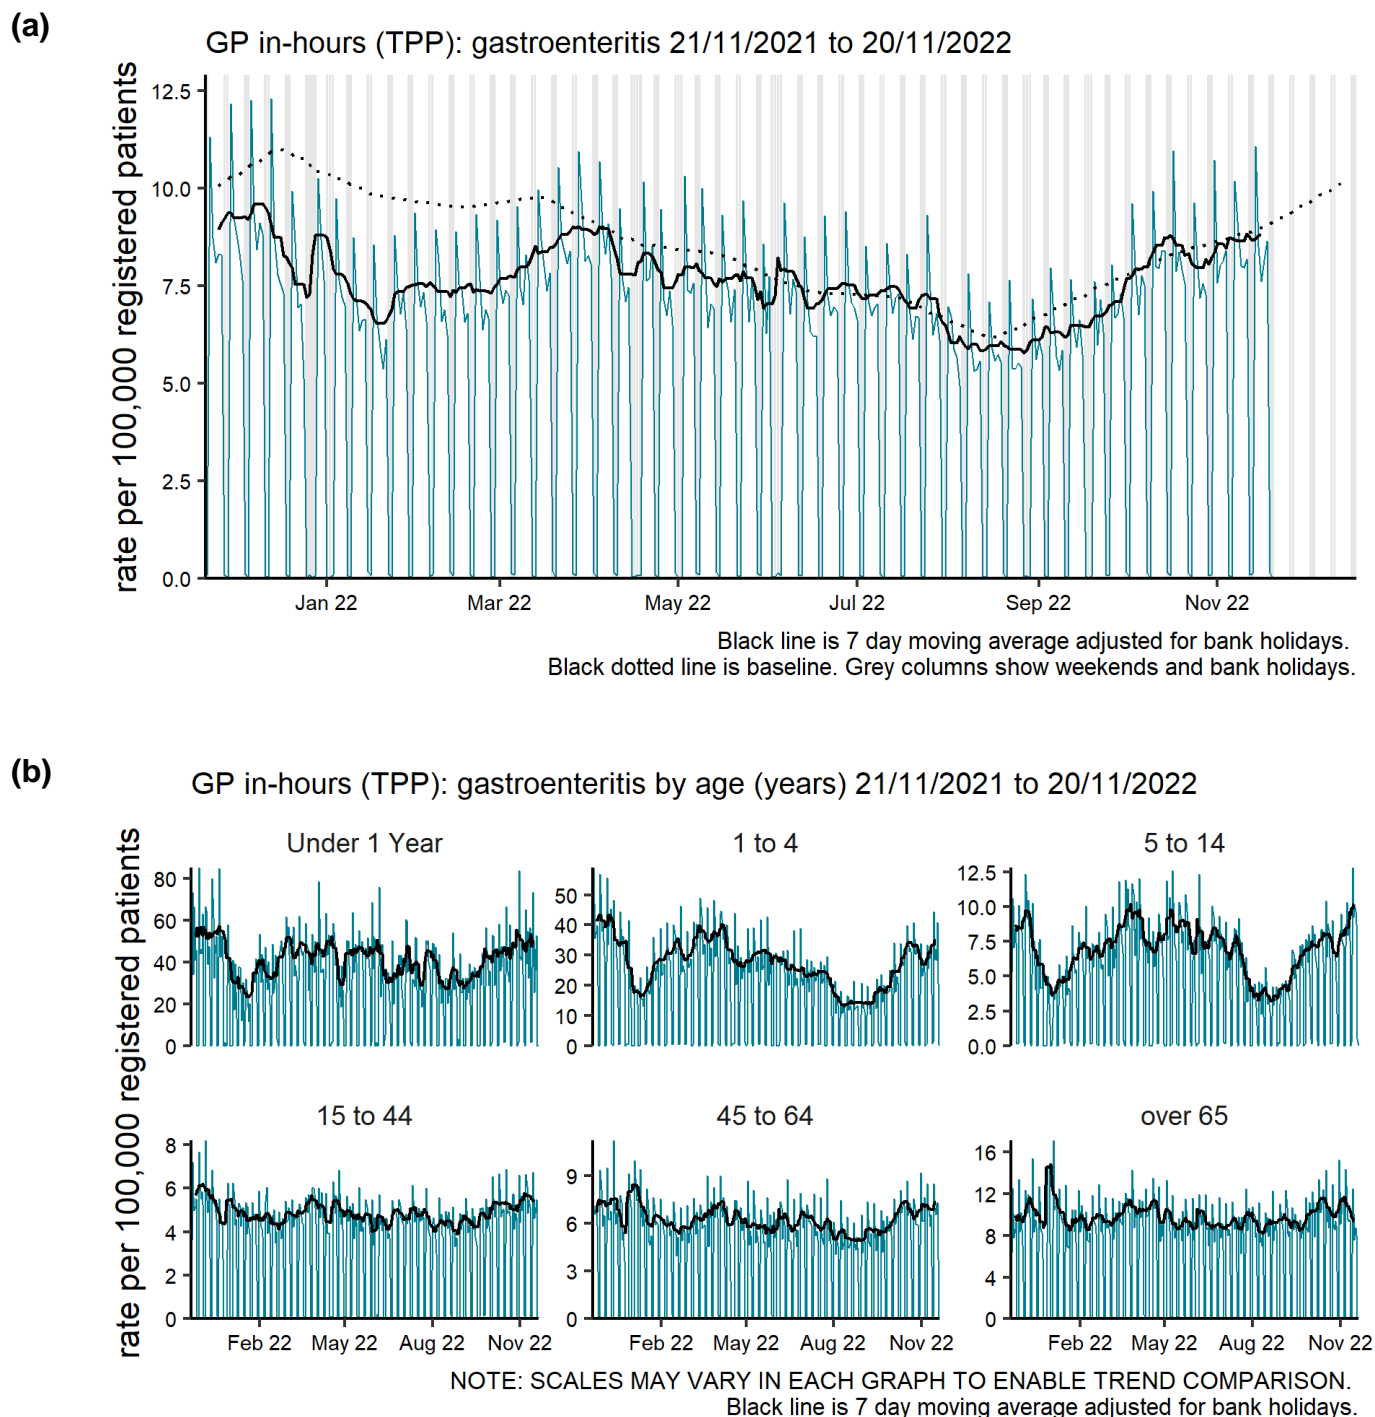 (a)
GP in-hours (TPP): gastroenteritis 21/11/2021 to 20/11/2022
rate per 100,000 registered patients
12.5
10.0
7.5
5.0
2.5
0.0
Jan 22 Mar 22 May 22 Jul 22 Sep 22 Nov 22
Black line is 7 day moving average adjusted for bank holidays.
Black dotted line is baseline. Grey columns show weekends and bank holidays.
(b)
GP in-hours (TPP): gastroenteritis by age (years) 21/11/2021 to 20/11/2022
rate per 100,000 registered patients
Under 1 Year
80
60
40
20
0
1 to 4
50
40
30
20
10
0
5 to 14
12.5
10.0
7.5
5.0
2.5
0.0
15 to 44
8
6
4
2
0
Feb 22 May 22 Aug 22 Nov 22
45 to 64
9
6
3
0
Feb 22 May 22 Aug 22 Nov 22
over 65
16
12
8
4
0
Feb 22 May 22 Aug 22 Nov 22
NOTE: SCALES MAY VARY IN EACH GRAPH TO ENABLE TREND COMPARISON.
Black line is 7 day moving average adjusted for bank holidays.